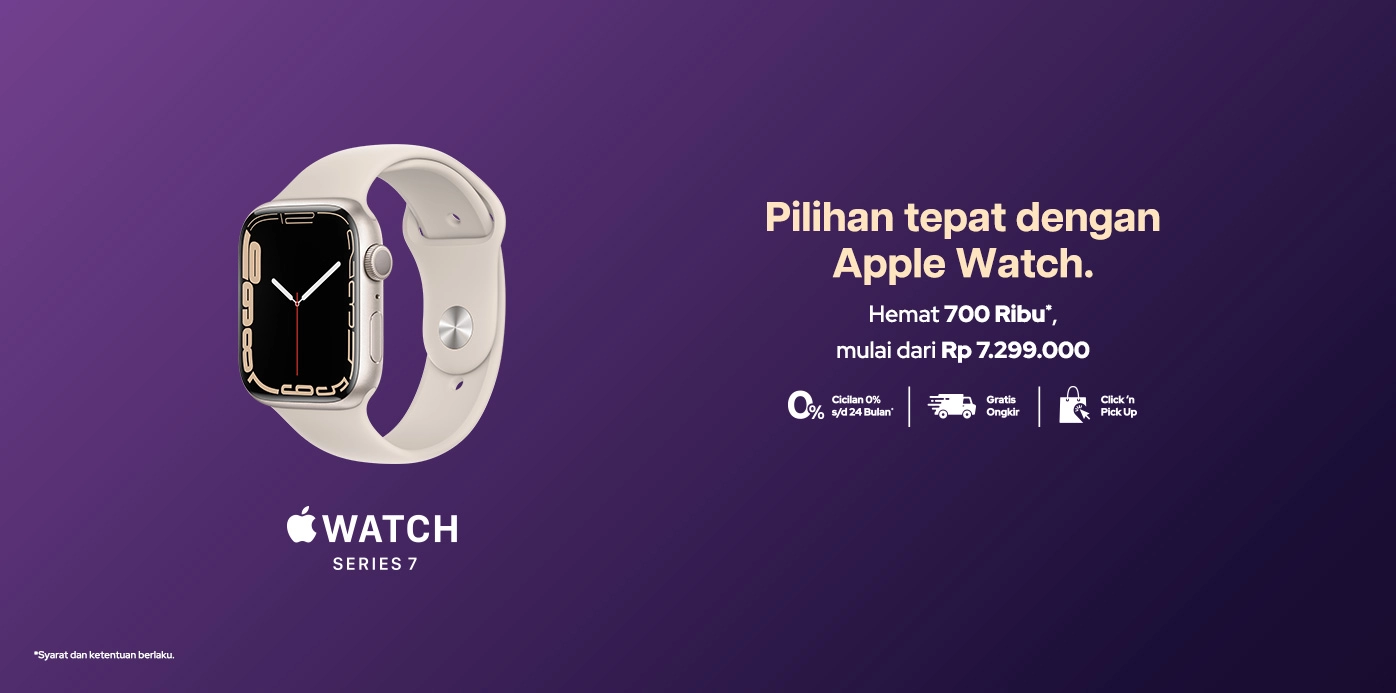 Pilihan tepat dengan
Apple Watch.
Hemat 700 Ribu*,
mulai dari Rp 7.299.000
0%
Cicilan 0%
s/d 24 Bulan*
Gratis
Ongkir
Click 'n
Pick Up
WATCH
SERIES 7
*Syarat dan ketentuan berlaku.